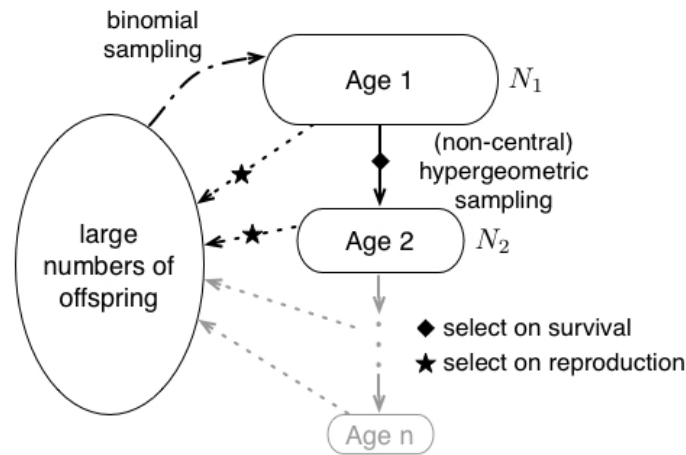 binomial
sampling
Age 1
N₁
(non-central)
hypergeometric
sampling
large
numbers of
offspring
Age 2
N₂
select on survival
select on reproduction
Age n